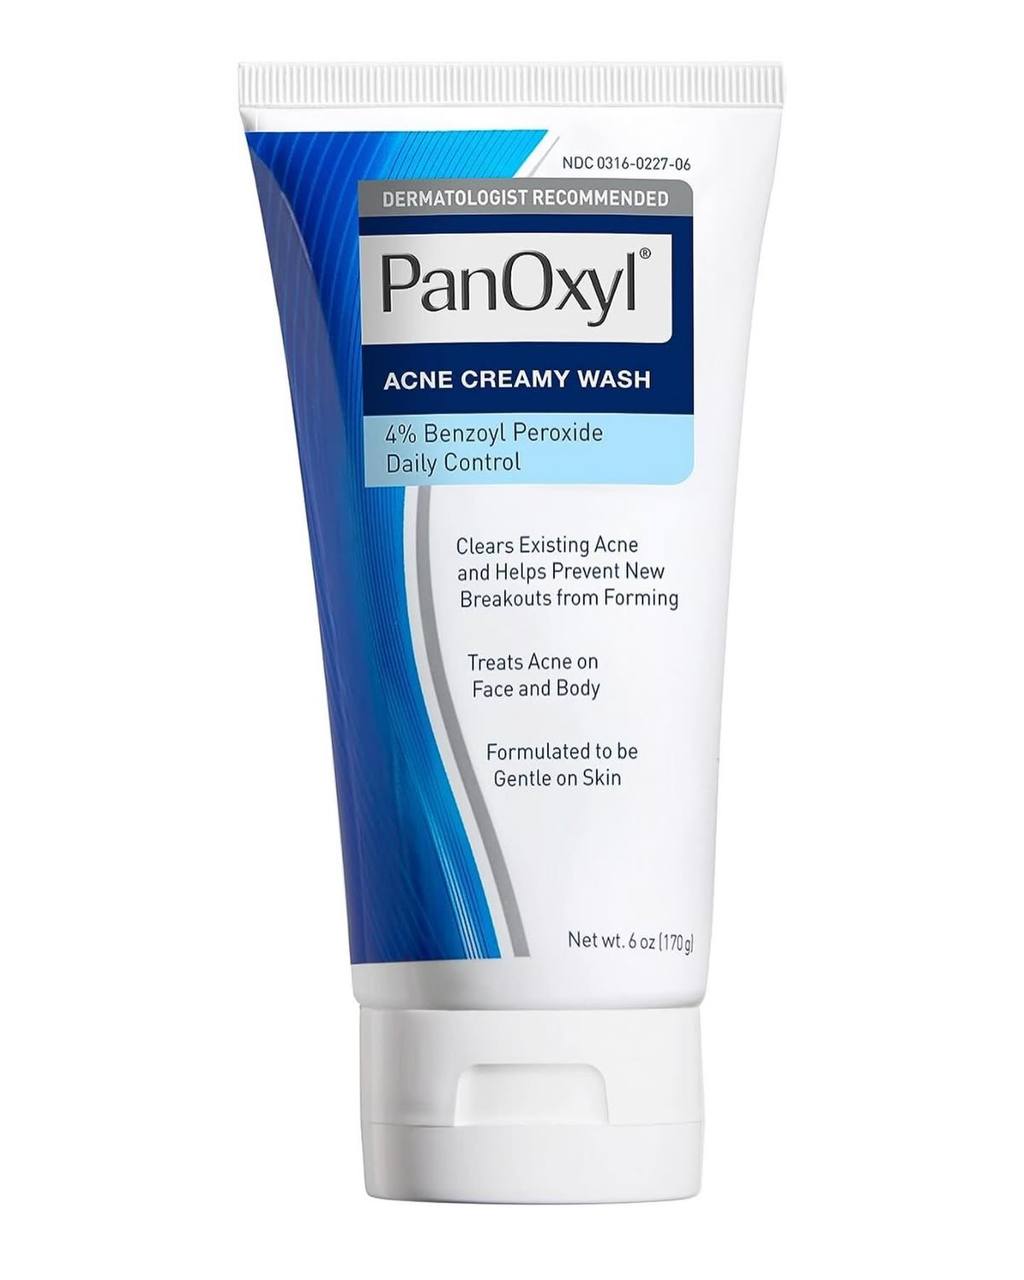 NDC 0316-0227-06
DERMATOLOGIST RECOMMENDED
PanOxyl®
ACNE CREAMY WASH
4% Benzoyl Peroxide
Daily Control
Clears Existing Acne
and Helps Prevent New
Breakouts from Forming
Treats Acne on
Face and Body
Formulated to be
Gentle on Skin
Net wt. 6 oz (170g)